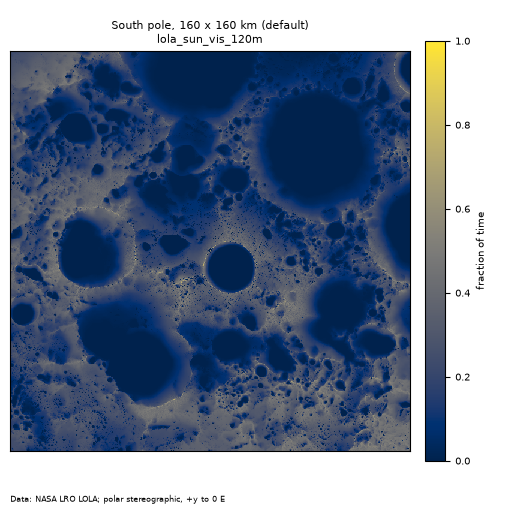 South pole, 160 x 160 km (default)
lola_sun_vis_120m
1.0
0.8
0.6
0.4
0.2
0.0
fraction of time
Data: NASA LRO LOLA; polar stereographic, +y to 0 E